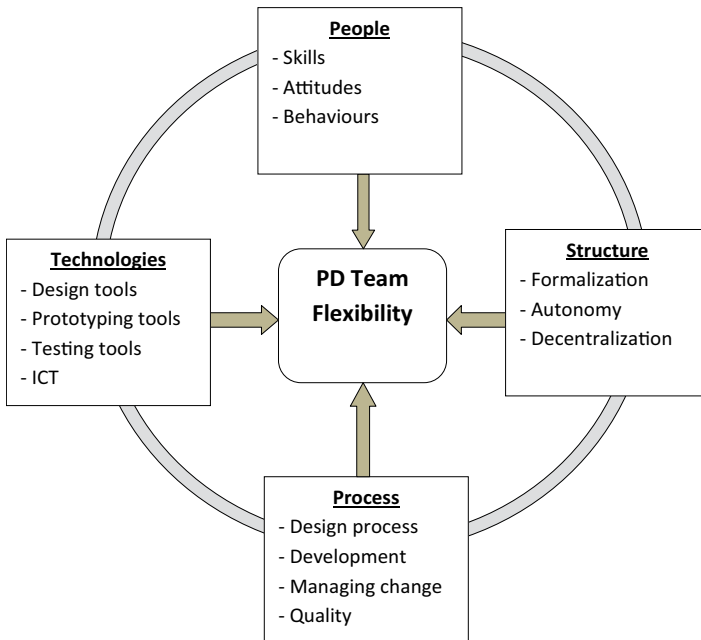 People
- Skills
- Attitudes
- Behaviours
Technologies
- Design tools
- Prototyping tools
- Testing tools
- ICT
PD Team
Flexibility
Structure
- Formalization
- Autonomy
- Decentralization
Process
- Design process
- Development
- Managing change
- Quality